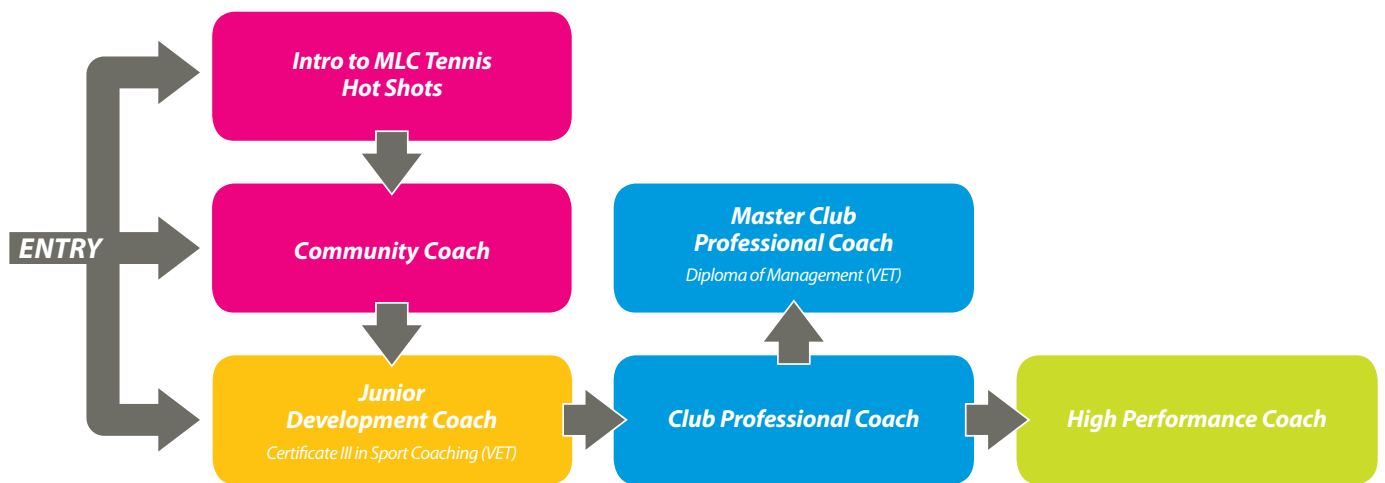 Intro to MLC Tennis
Hot Shots
ENTRY
Community Coach
Master Club
Professional Coach
Diploma of Management (VET)
Junior
Development Coach
Certificate III in Sport Coaching (VET)
Club Professional Coach
High Performance Coach